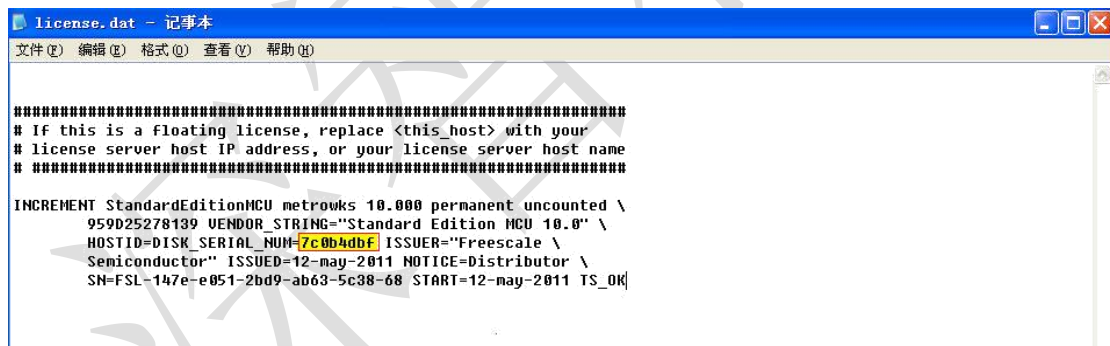 license.dat - 记事本
文件(F) 编辑(E) 格式(O) 查看(V) 帮助(H)
##################################################################
# If this is a floating license, replace <this_host> with your
# license server host IP address, or your license server host name
# ################################################################
INCREMENT StandardEditionMCU metrowks 10.000 permanent uncounted \
959D25278139 VENDOR_STRING="Standard Edition MCU 10.0" \
HOSTID=DISK_SERIAL_NUM=7c0b4dbf ISSUER="Freescale \
Semiconductor" ISSUED=12-may-2011 NOTICE=Distributor \
SN=FSL-147e-e051-2bd9-ab63-5c38-68 START=12-may-2011 TS_OK